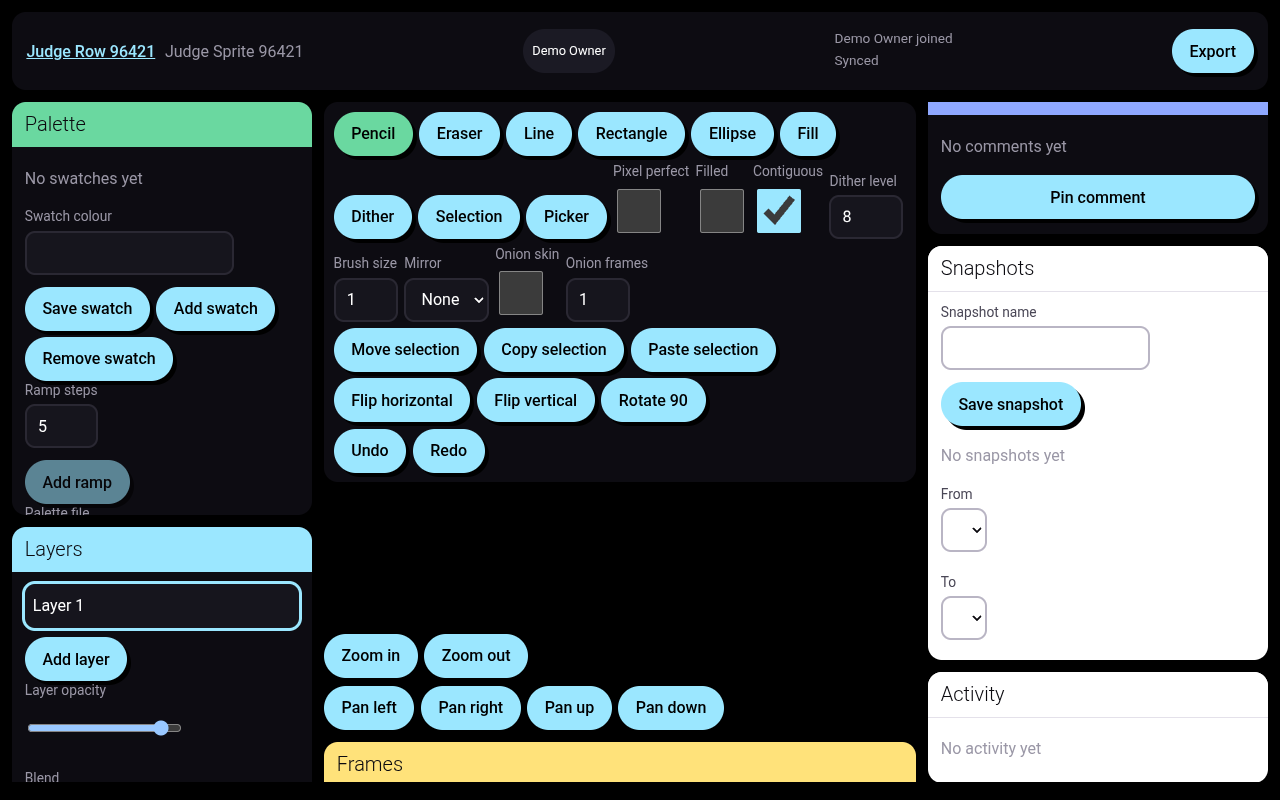 Judge Row 96421 Judge Sprite 96421
Demo Owner
Demo Owner joined
Synced
Export
Palette
No swatches yet
Swatch colour
Save swatch Add swatch
Remove swatch
Ramp steps
5
Add ramp
Palette file
Layers
Layer 1
Add layer
Layer opacity
Blend
Pencil Eraser Line Rectangle Ellipse Fill
Pixel perfect Filled Contiguous Dither level
Dither Selection Picker 8
Brush size Mirror Onion skin Onion frames
1 None 1
Move selection Copy selection Paste selection
Flip horizontal Flip vertical Rotate 90
Undo Redo
Zoom in Zoom out
Pan left Pan right Pan up Pan down
Frames
No comments yet
Pin comment
Snapshots
Snapshot name
Save snapshot
No snapshots yet
From
To
Activity
No activity yet